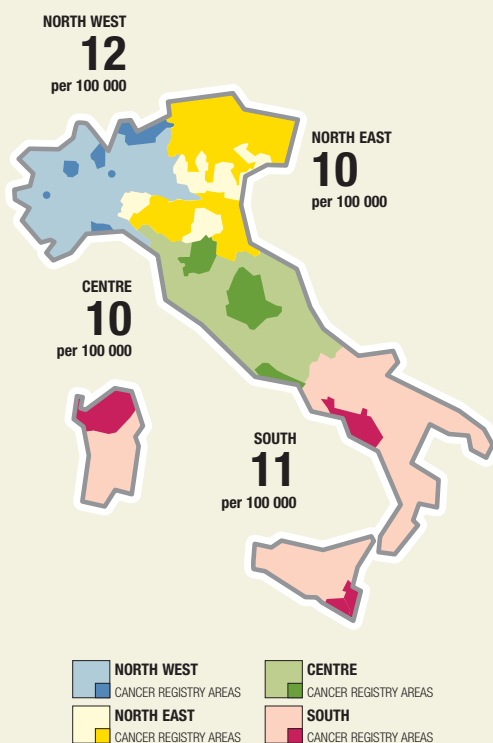 NORTH WEST
12
per 100 000
NORTH EAST
10
per 100 000
CENTRE
10
per 100 000
SOUTH
11
per 100 000
NORTH WEST
CANCER REGISTRY AREAS
NORTH EAST
CANCER REGISTRY AREAS
CENTRE
CANCER REGISTRY AREAS
SOUTH
CANCER REGISTRY AREAS